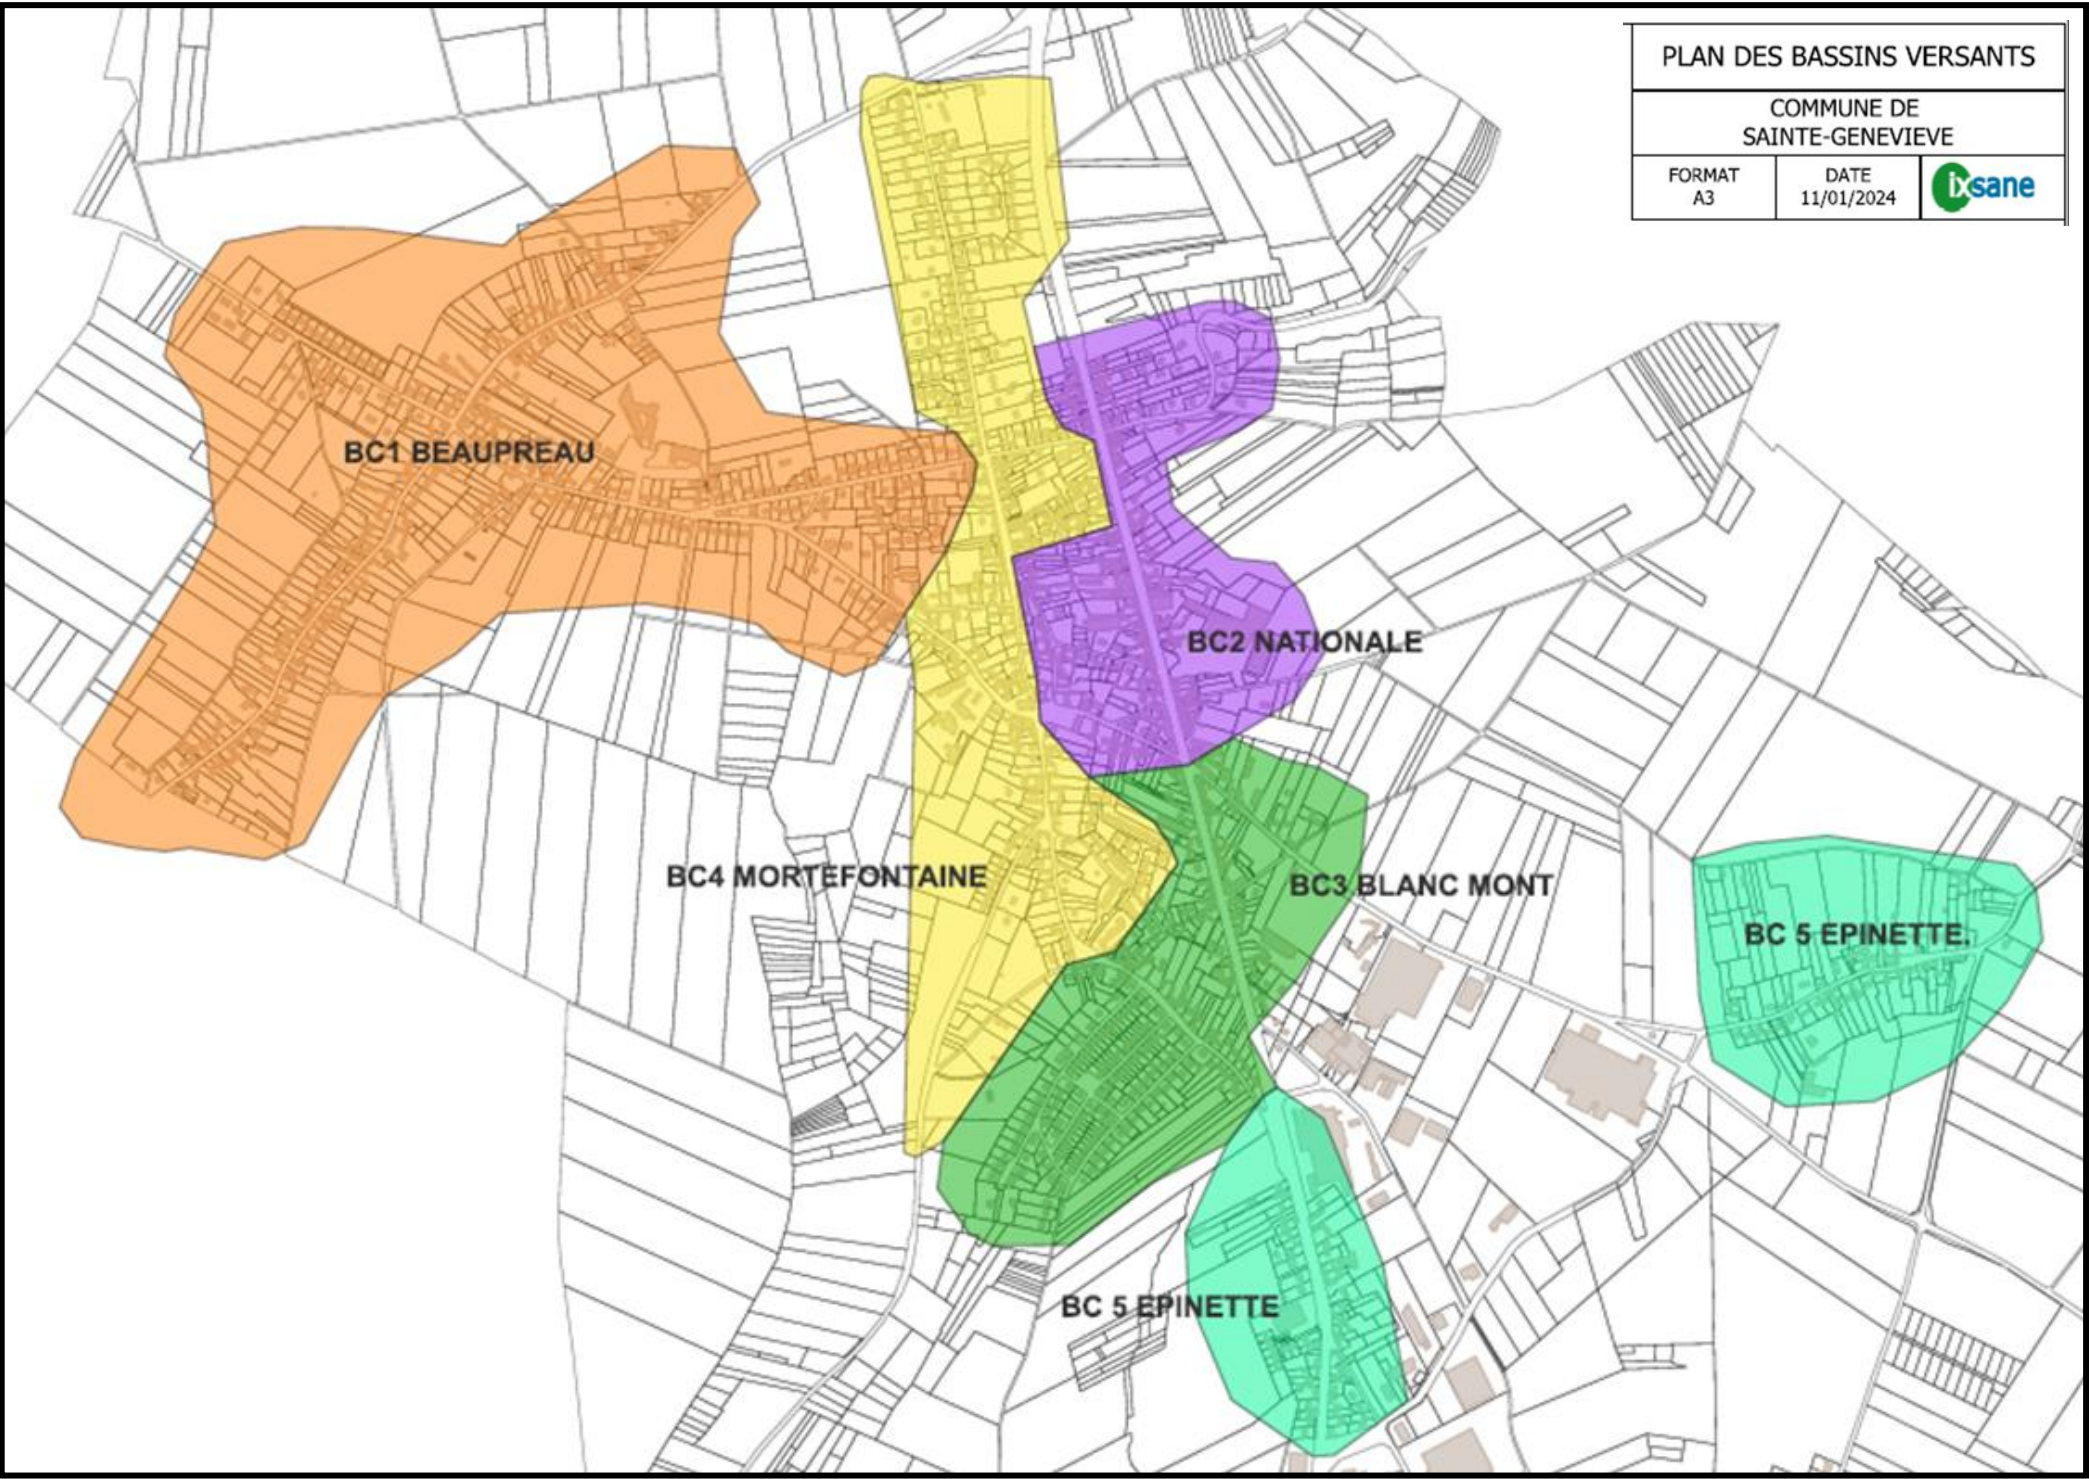 PLAN DES BASSINS VERSANTS
COMMUNE DE
SAINTE-GENEVIEVE
FORMAT
A3
DATE
11/01/2024
ixsane
BC1 BEAUPREAU
BC2 NATIONALE
BC4 MORTEFONTAINE
BC3 BLANC MONT
BC 5 EPINETTE.
BC 5 EPINETTE